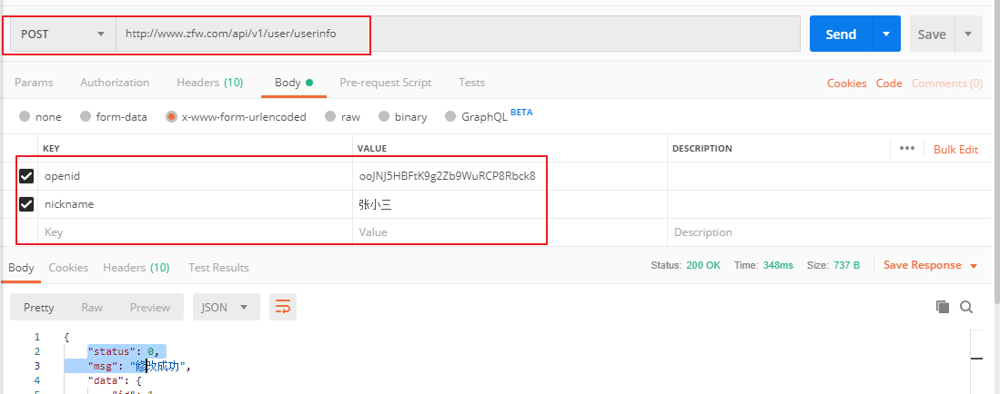 POST http://www.zfw.com/api/v1/user/userinfo Send Save
Params Authorization Headers (10) Body Pre-request Script Tests Cookies Code Comments (0)
none form-data x-www-form-urlencoded raw binary GraphQL BETA
KEY VALUE DESCRIPTION ••• Bulk Edit
openid ooJNJ5HBFtK9g2Zb9WuRCP8Rbck8
nickname 张小三
Key Value Description
Body Cookies Headers (10) Test Results Status: 200 OK Time: 348ms Size: 737 B Save Response
Pretty Raw Preview JSON
1 {
2 "status": 0,
3 "msg": "修改成功",
4 "data": {